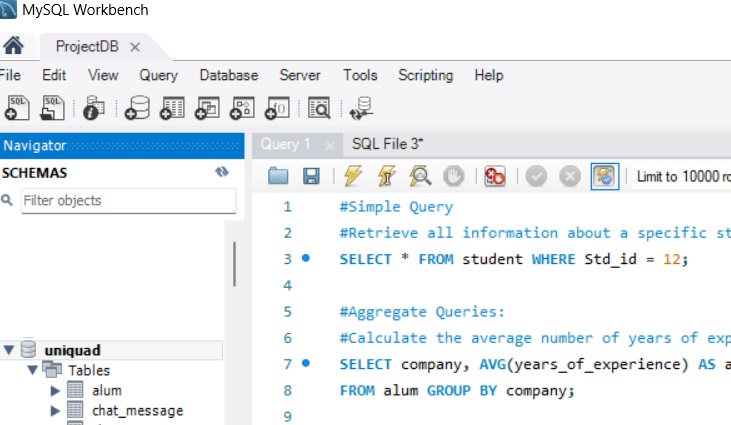 MySQL Workbench
ProjectDB
File Edit View Query Database Server Tools Scripting Help
SQL SQL
Navigator
SCHEMAS
Filter objects
uniquad
Tables
alum
chat_message
Query 1 SQL File 3*
Limit to 10000 ro
1 #Simple Query
2 #Retrieve all information about a specific st
3 SELECT * FROM student WHERE Std_id = 12;
4
5 #Aggregate Queries:
6 #Calculate the average number of years of exp
7 SELECT company, AVG(years_of_experience) AS a
8 FROM alum GROUP BY company;
9